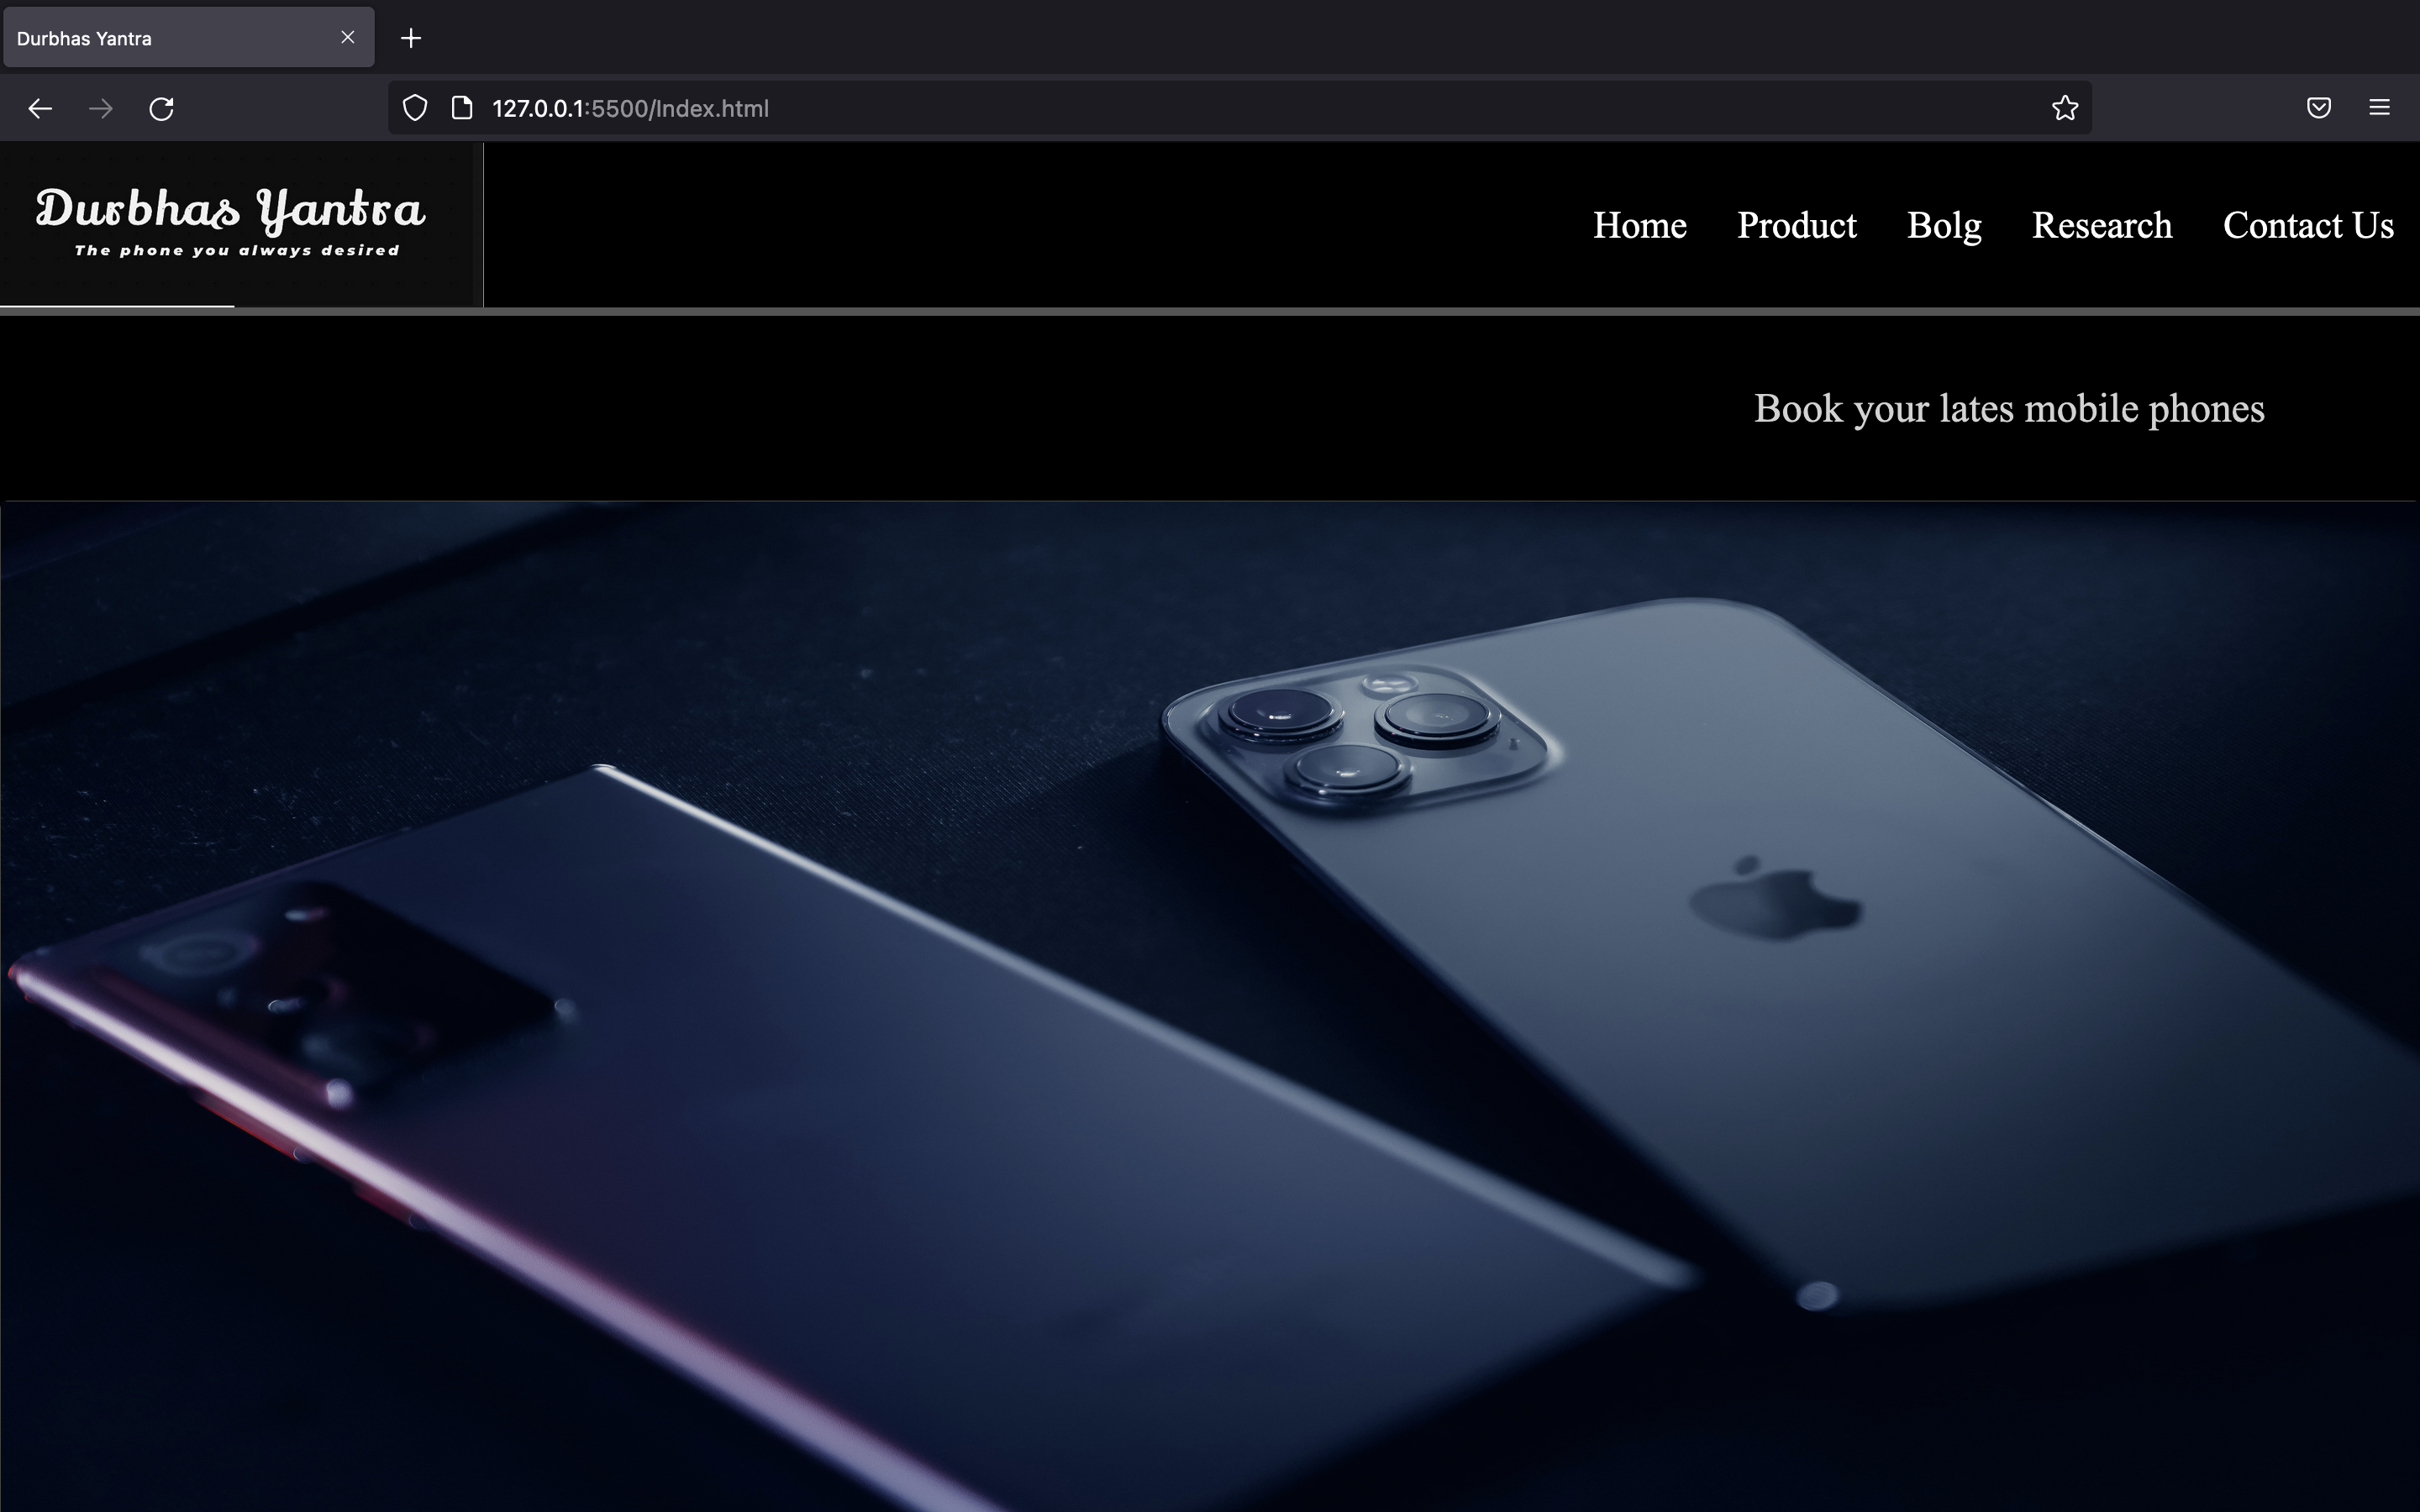 Durbhas Yantra
127.0.0.1:5500/Index.html
Durbhas Yantra
The phone you always desired
Home Product Bolg Research Contact Us
Book your lates mobile phones